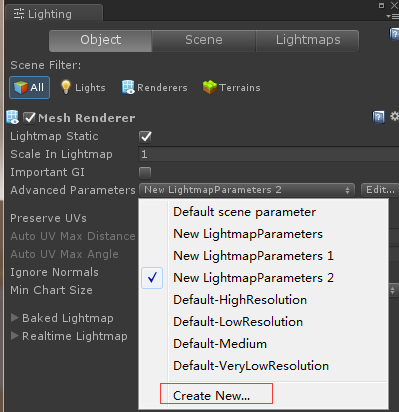 Lighting
Object Scene Lightmaps
Scene Filter:
All Lights Renderers Terrains
Mesh Renderer
Lightmap Static
Scale In Lightmap 1
Important GI
Advanced Parameters New LightmapParameters 2 Edit...
Preserve UVs
Auto UV Max Distance
Auto UV Max Angle
Ignore Normals
Min Chart Size
Baked Lightmap
Realtime Lightmap
Default scene parameter
New LightmapParameters
New LightmapParameters 1
New LightmapParameters 2
Default-HighResolution
Default-LowResolution
Default-Medium
Default-VeryLowResolution
Create New...